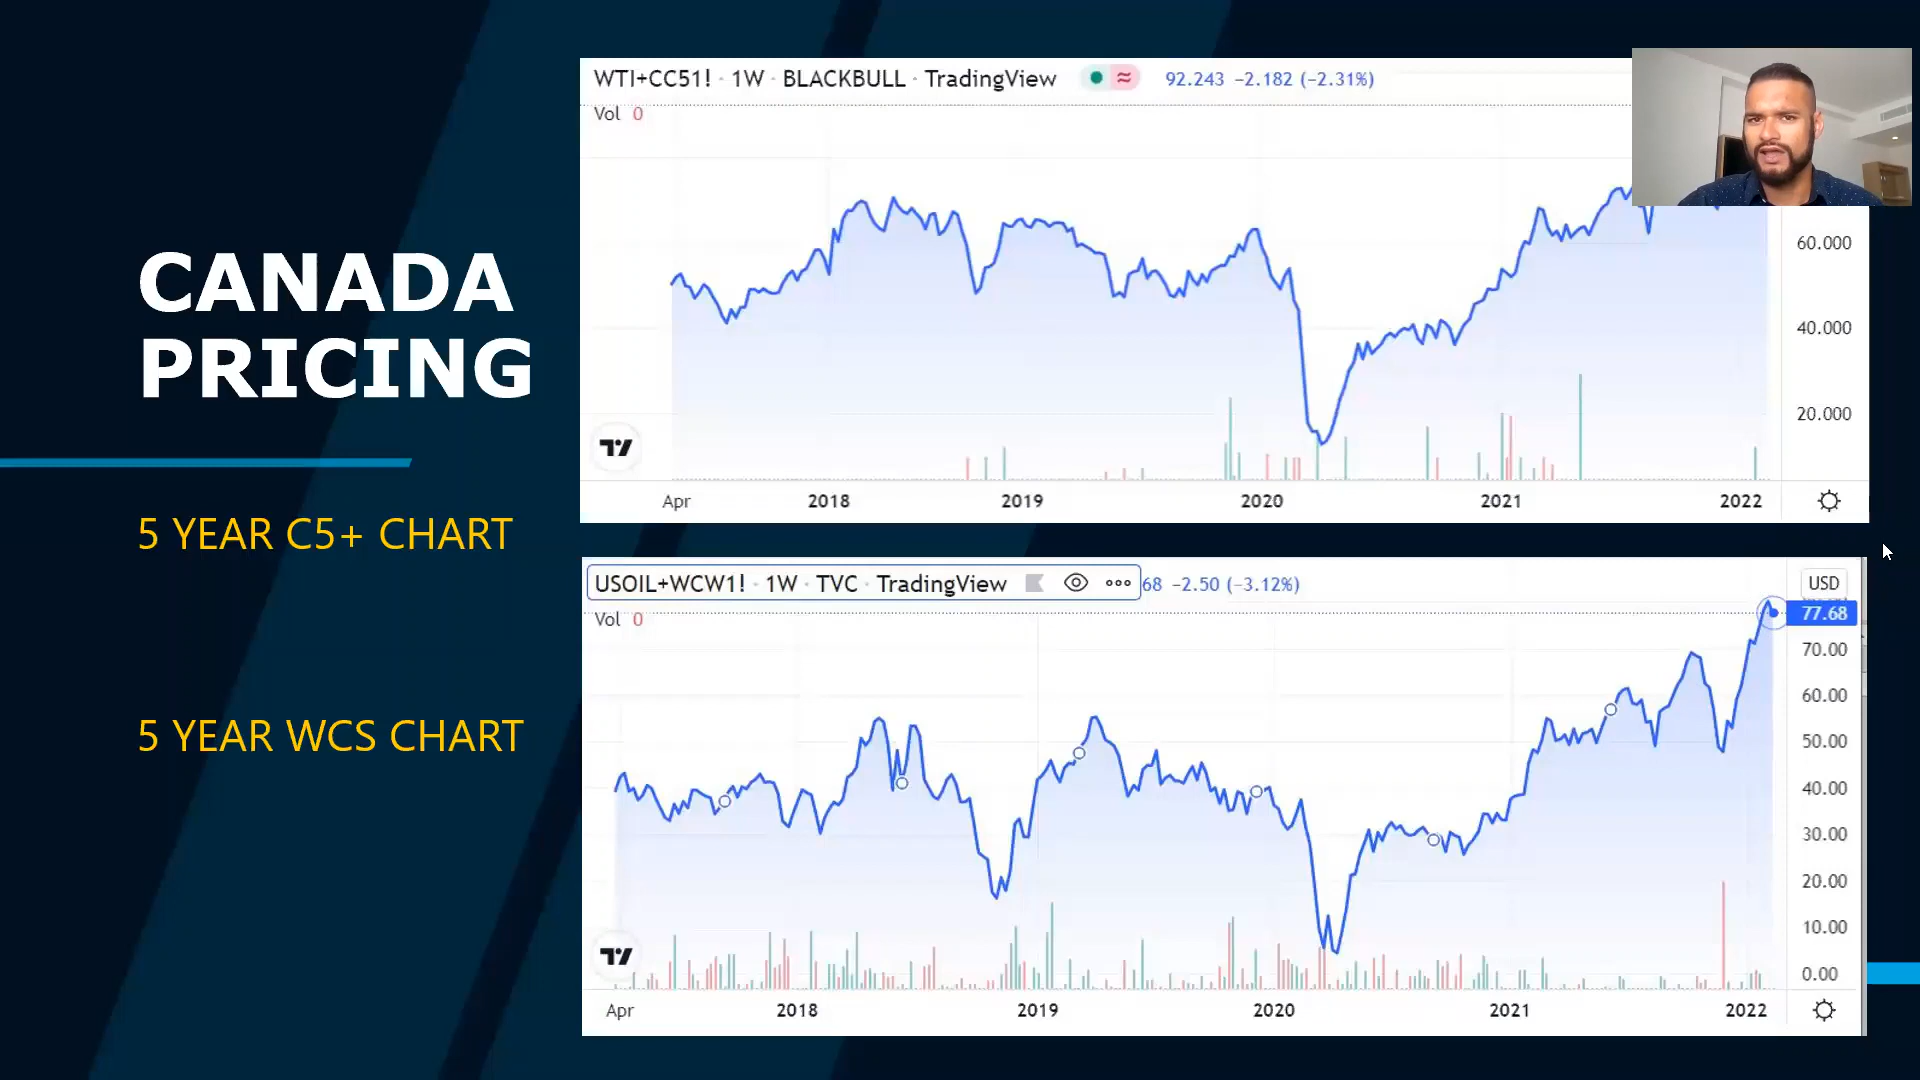 CANADA
PRICING
5 YEAR C5+ CHART
5 YEAR WCS CHART
WTI+CC51! · 1W · BLACKBULL · TradingView 92.243 −2.182 (−2.31%)
Vol 0
60.000
40.000
20.000
Apr 2018 2019 2020 2021 2022
USOIL+WCW1! · 1W · TVC · TradingView 68 −2.50 (−3.12%)
USD
Vol 0
77.68
70.00
60.00
50.00
40.00
30.00
20.00
10.00
0.00
Apr 2018 2019 2020 2021 2022